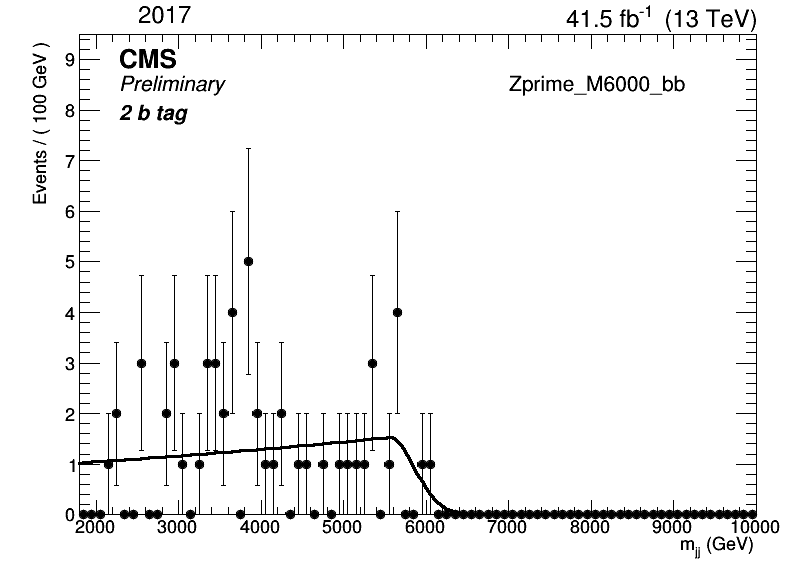 2017
41.5 fb⁻¹ (13 TeV)
CMS
Preliminary
2 b tag
Zprime_M6000_bb
Events / ( 100 GeV )
9
8
7
6
5
4
3
2
1
0
2000 3000 4000 5000 6000 7000 8000 9000 10000
m_jj (GeV)